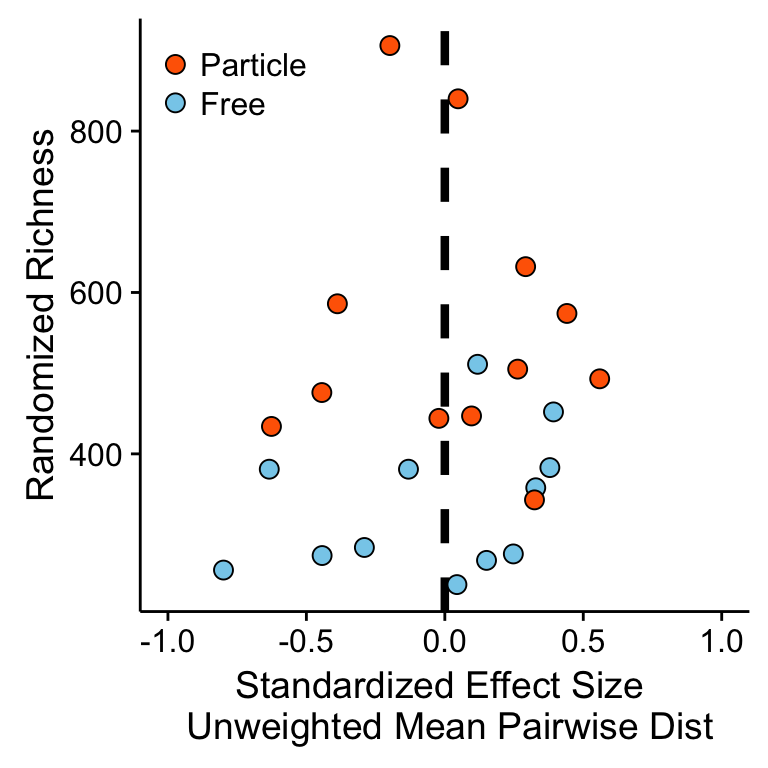 Particle
Free
800
600
400
Randomized Richness
-1.0 -0.5 0.0 0.5 1.0
Standardized Effect Size
Unweighted Mean Pairwise Dist